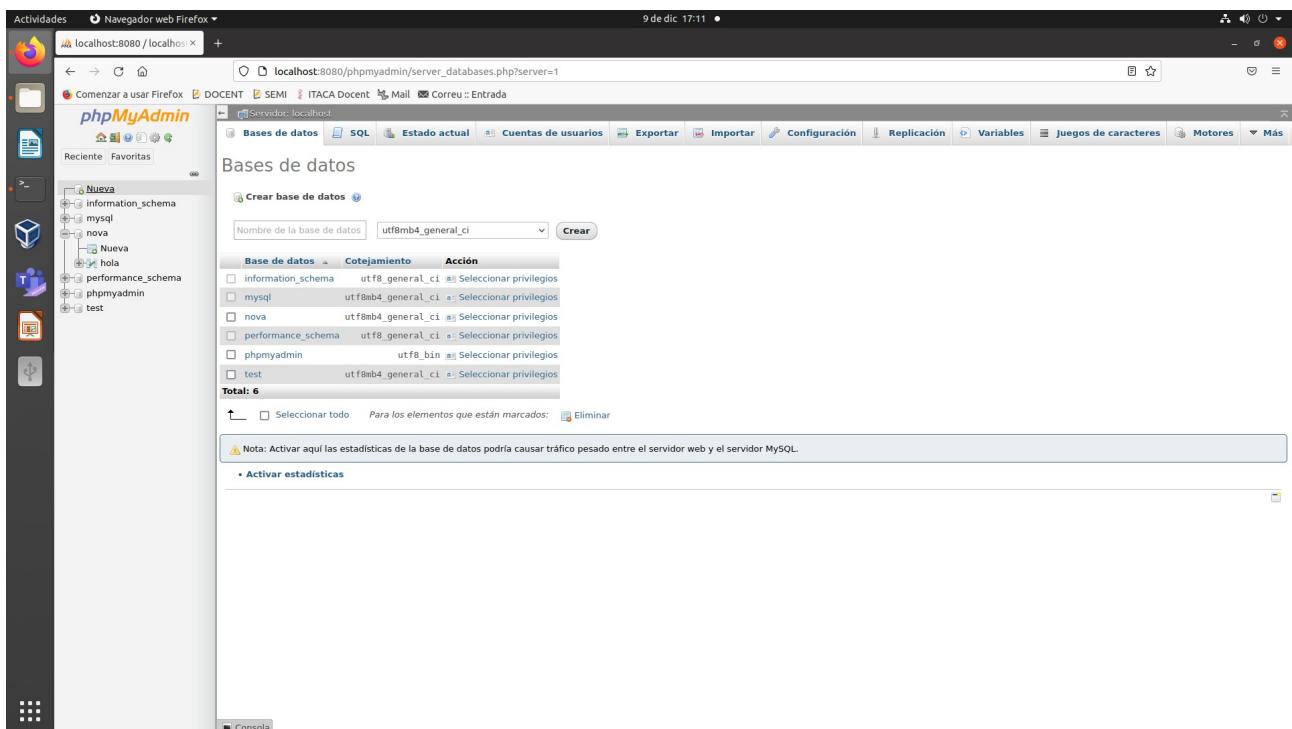 Actividades Navegador web Firefox 9 de dic 17:11
localhost:8080 / localhos
localhost:8080/phpmyadmin/server_databases.php?server=1
Comenzar a usar Firefox DOCENT SEMI ITACA Docent Mail Correu :: Entrada
phpMyAdmin
Reciente Favoritas
Nueva
information_schema
mysql
nova
Nueva
hola
performance_schema
phpmyadmin
test
Servidor: localhost
Bases de datos SQL Estado actual Cuentas de usuarios Exportar Importar Configuración Replicación Variables Juegos de caracteres Motores Más
Bases de datos
Crear base de datos
Nombre de la base de datos utf8mb4_general_ci Crear
Base de datos Cotejamiento Acción
information_schema utf8_general_ci Seleccionar privilegios
mysql utf8mb4_general_ci Seleccionar privilegios
nova utf8mb4_general_ci Seleccionar privilegios
performance_schema utf8_general_ci Seleccionar privilegios
phpmyadmin utf8_bin Seleccionar privilegios
test utf8mb4_general_ci Seleccionar privilegios
Total: 6
Seleccionar todo Para los elementos que están marcados: Eliminar
Nota: Activar aquí las estadísticas de la base de datos podría causar tráfico pesado entre el servidor web y el servidor MySQL.
• Activar estadísticas
Consola